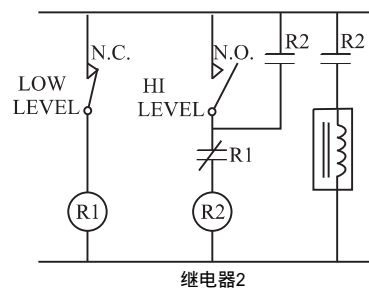 N.C.
N.O.
R2
R2
LOW
LEVEL
HI
LEVEL
R1
R1
R2
继电器2